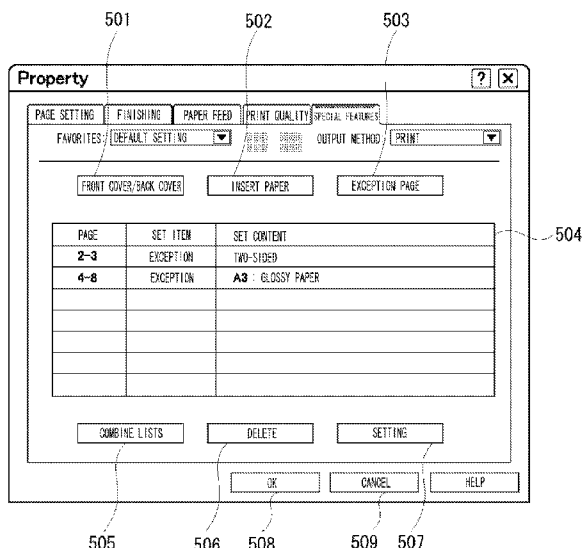 501 502 503
Property ? X
PAGE SETTING FINISHING PAPER FEED PRINT QUALITY SPECIAL FEATURES
FAVORITES: DEFAULT SETTING OUTPUT METHOD: PRINT
FRONT COVER/BACK COVER INSERT PAPER EXCEPTION PAGE
504
PAGE SET ITEM SET CONTENT
2-3 EXCEPTION TWO-SIDED
4-8 EXCEPTION A3 : GLOSSY PAPER
COMBINE LISTS DELETE SETTING
OK CANCEL HELP
505 506 508 509 507